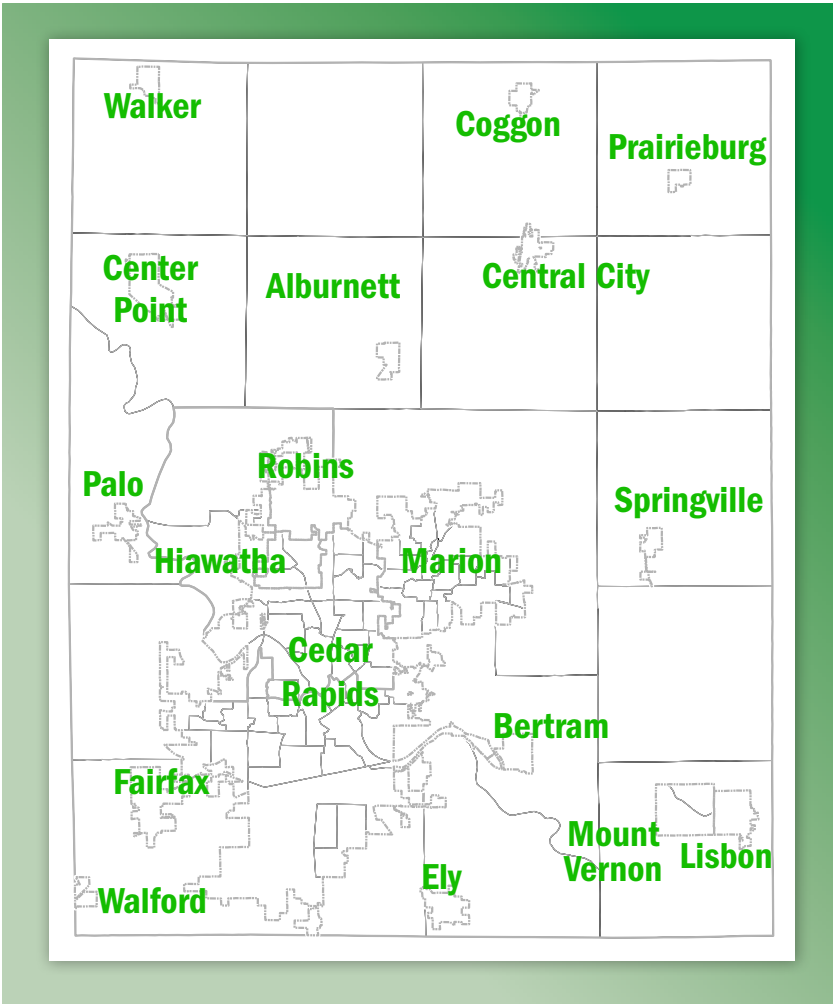 Walker
Coggon
Prairieburg
Center
Point
Alburnett
Central City
Robins
Palo
Springville
Hiawatha
Marion
Cedar
Rapids
Bertram
Fairfax
Mount
Vernon
Lisbon
Ely
Walford